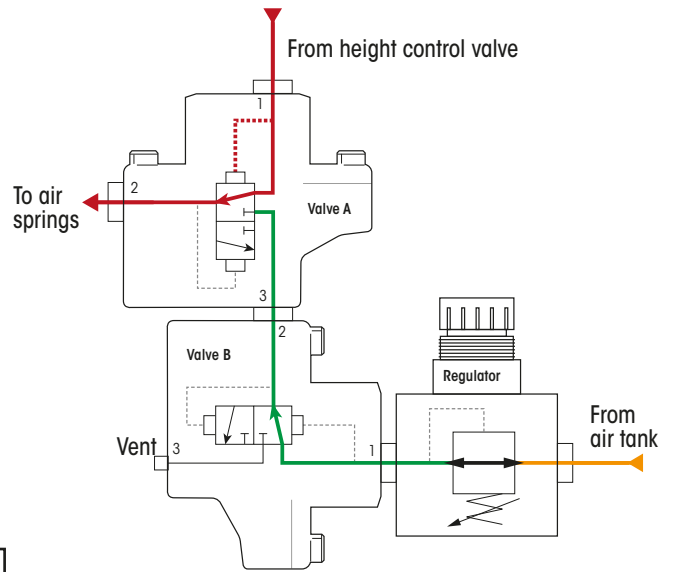 From height control valve
1
To air
springs
2
Valve A
3
2
Valve B
Regulator
From
air tank
Vent
3
1